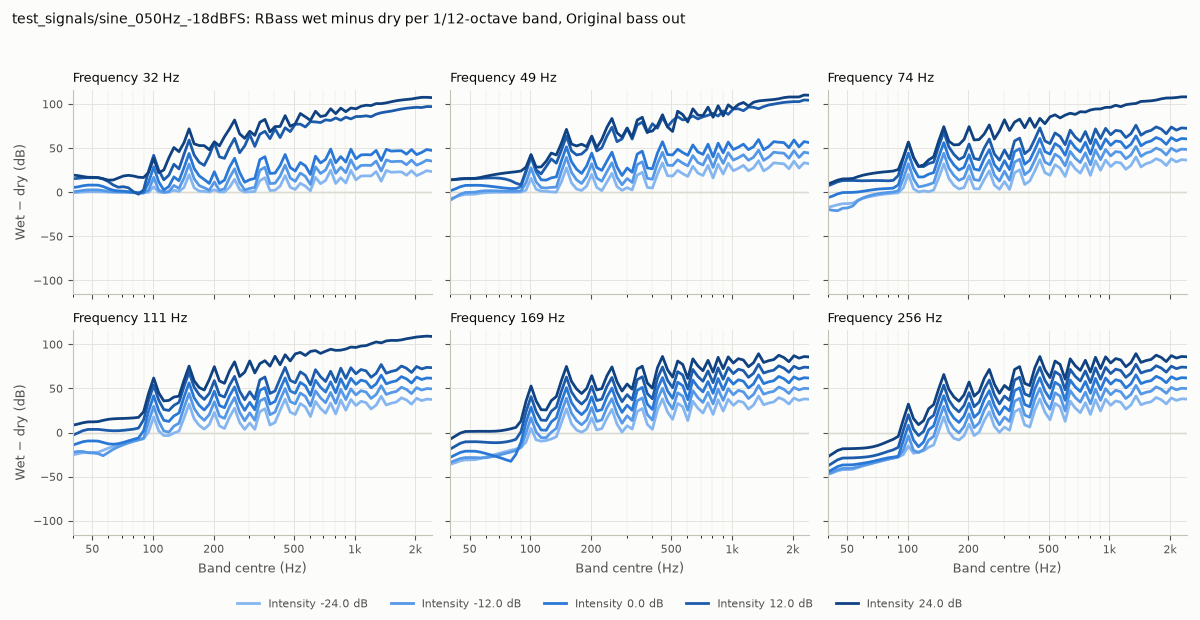 test_signals/sine_050Hz_-18dBFS: RBass wet minus dry per 1/12-octave band, Original bass out
Frequency 32 Hz
Frequency 49 Hz
Frequency 74 Hz
Wet − dry (dB)
100
50
0
−50
−100
Frequency 111 Hz
Frequency 169 Hz
Frequency 256 Hz
Wet − dry (dB)
100
50
0
−50
−100
50 100 200 500 1k 2k
50 100 200 500 1k 2k
50 100 200 500 1k 2k
Band centre (Hz)
Band centre (Hz)
Band centre (Hz)
Intensity -24.0 dB
Intensity -12.0 dB
Intensity 0.0 dB
Intensity 12.0 dB
Intensity 24.0 dB